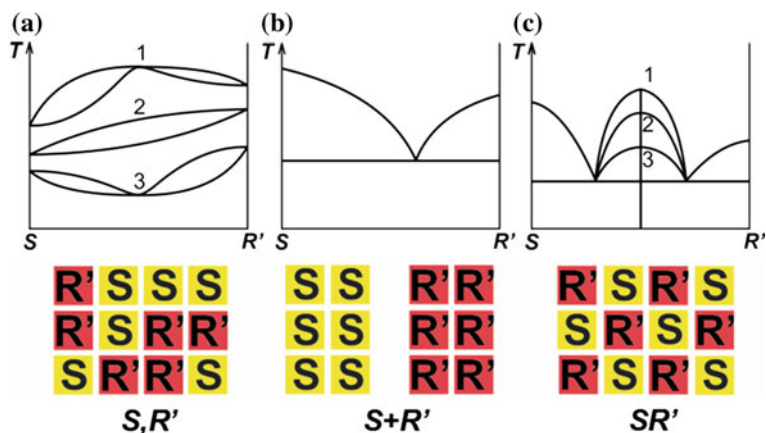 (a) (b) (c)
T T T
1
2
3
1
2
3
S R’ S S R’
R’ S S S
R’ S R’ R’
S R’ R’ S
S S R’ R’
S S R’ R’
S S R’ R’
R’ S R’ S
S R’ S R’
R’ S R’ S
S,R’ S+R’ SR’